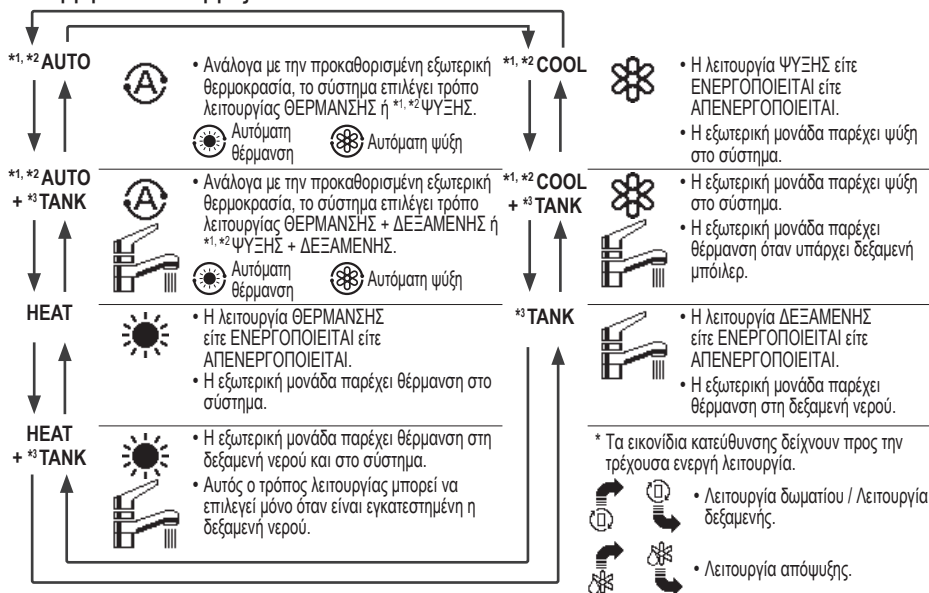 *1, *2 AUTO
• Ανάλογα με την προκαθορισμένη εξωτερική
θερμοκρασία, το σύστημα επιλέγει τρόπο
λειτουργίας ΘΕΡΜΑΝΣΗΣ ή *1, *2 ΨΥΞΗΣ.
Αυτόματη
θέρμανση
Αυτόματη ψύξη
*1, *2 AUTO
+ *3 TANK
• Ανάλογα με την προκαθορισμένη εξωτερική
θερμοκρασία, το σύστημα επιλέγει τρόπο
λειτουργίας ΘΕΡΜΑΝΣΗΣ + ΔΕΞΑΜΕΝΗΣ ή
*1, *2 ΨΥΞΗΣ + ΔΕΞΑΜΕΝΗΣ.
Αυτόματη
θέρμανση
Αυτόματη ψύξη
HEAT
• Η λειτουργία ΘΕΡΜΑΝΣΗΣ
είτε ΕΝΕΡΓΟΠΟΙΕΙΤΑΙ είτε
ΑΠΕΝΕΡΓΟΠΟΙΕΙΤΑΙ.
• Η εξωτερική μονάδα παρέχει θέρμανση στο
σύστημα.
HEAT
+ *3 TANK
• Η εξωτερική μονάδα παρέχει θέρμανση στη
δεξαμενή νερού και στο σύστημα.
• Αυτός ο τρόπος λειτουργίας μπορεί να
επιλεγεί μόνο όταν είναι εγκατεστημένη η
δεξαμενή νερού.
*1, *2 COOL
• Η λειτουργία ΨΥΞΗΣ είτε
ΕΝΕΡΓΟΠΟΙΕΙΤΑΙ είτε
ΑΠΕΝΕΡΓΟΠΟΙΕΙΤΑΙ.
• Η εξωτερική μονάδα παρέχει ψύξη
στο σύστημα.
*1, *2 COOL
+ *3 TANK
• Η εξωτερική μονάδα παρέχει ψύξη
στο σύστημα.
• Η εξωτερική μονάδα παρέχει
θέρμανση όταν υπάρχει δεξαμενή
μπόιλερ.
*3 TANK
• Η λειτουργία ΔΕΞΑΜΕΝΗΣ
είτε ΕΝΕΡΓΟΠΟΙΕΙΤΑΙ είτε
ΑΠΕΝΕΡΓΟΠΟΙΕΙΤΑΙ.
• Η εξωτερική μονάδα παρέχει
θέρμανση στη δεξαμενή νερού.
* Τα εικονίδια κατεύθυνσης δείχνουν προς την
τρέχουσα ενεργή λειτουργία.
• Λειτουργία δωματίου / Λειτουργία
δεξαμενής.
• Λειτουργία απόψυξης.